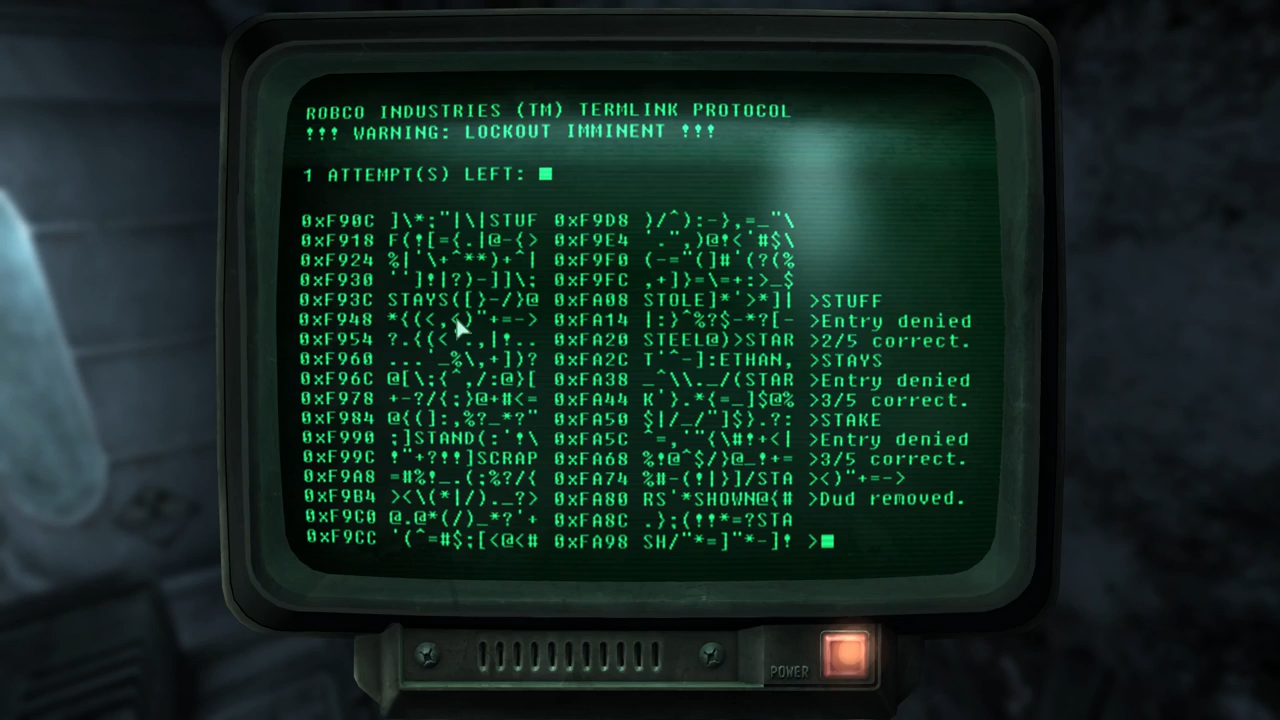 ROBCO INDUSTRIES (TM) TERMLINK PROTOCOL
!!! WARNING: LOCKOUT IMMINENT !!!
1 ATTEMPT(S) LEFT:
0xF90C ]\*;"|\|STUF 0xF9D8 )/^):-},=_"\
0xF918 F(![={.|@-{> 0xF9E4 '.",)@!<'#$\
0xF924 %|'\+^**)+^| 0xF9F0 (-="(]#'(?(%
0xF930 '']!|?)-]]\: 0xF9FC ,+]}=\=+:>_$
0xF93C STAYS([}-/}@ 0xFA08 STOLE]*'>*]| >STUFF
0xF948 *{(<,<)"+=-> 0xFA14 |:}^%?$-*?[- >Entry denied
0xF954 ?.{(< .,|!.. 0xFA20 STEEL@)>STAR >2/5 correct.
0xF960 ...'_%\,+])? 0xFA2C T'^-]:ETHAN, >STAYS
0xF96C @[\;{^,/:@}[ 0xFA38 _^\\._/(STAR >Entry denied
0xF978 +-?/{;}@+#<= 0xFA44 K'}.*{=_]$@% >3/5 correct.
0xF984 @{(]:,%?_*?" 0xFA50 $|/_/"]$}.?: >STAKE
0xF990 ;]STAND(:'!\ 0xFA5C ^=,'"{\#!+<| >Entry denied
0xF99C !"+?!!]SCRAP 0xFA68 %!@^$/}@_!+= >3/5 correct.
0xF9A8 =#%!_.(;%?/{ 0xFA74 %#-(!|}]/STA ><)"+=->
0xF9B4 ><\(*|/)._?> 0xFA80 RS'*SHOWN@{# >Dud removed.
0xF9C0 @.@*(/)_*?'+ 0xFA8C .};(!!*=?STA
0xF9CC '(^=#$;[<@<# 0xFA98 SH/"*=]"*-]! >
POWER